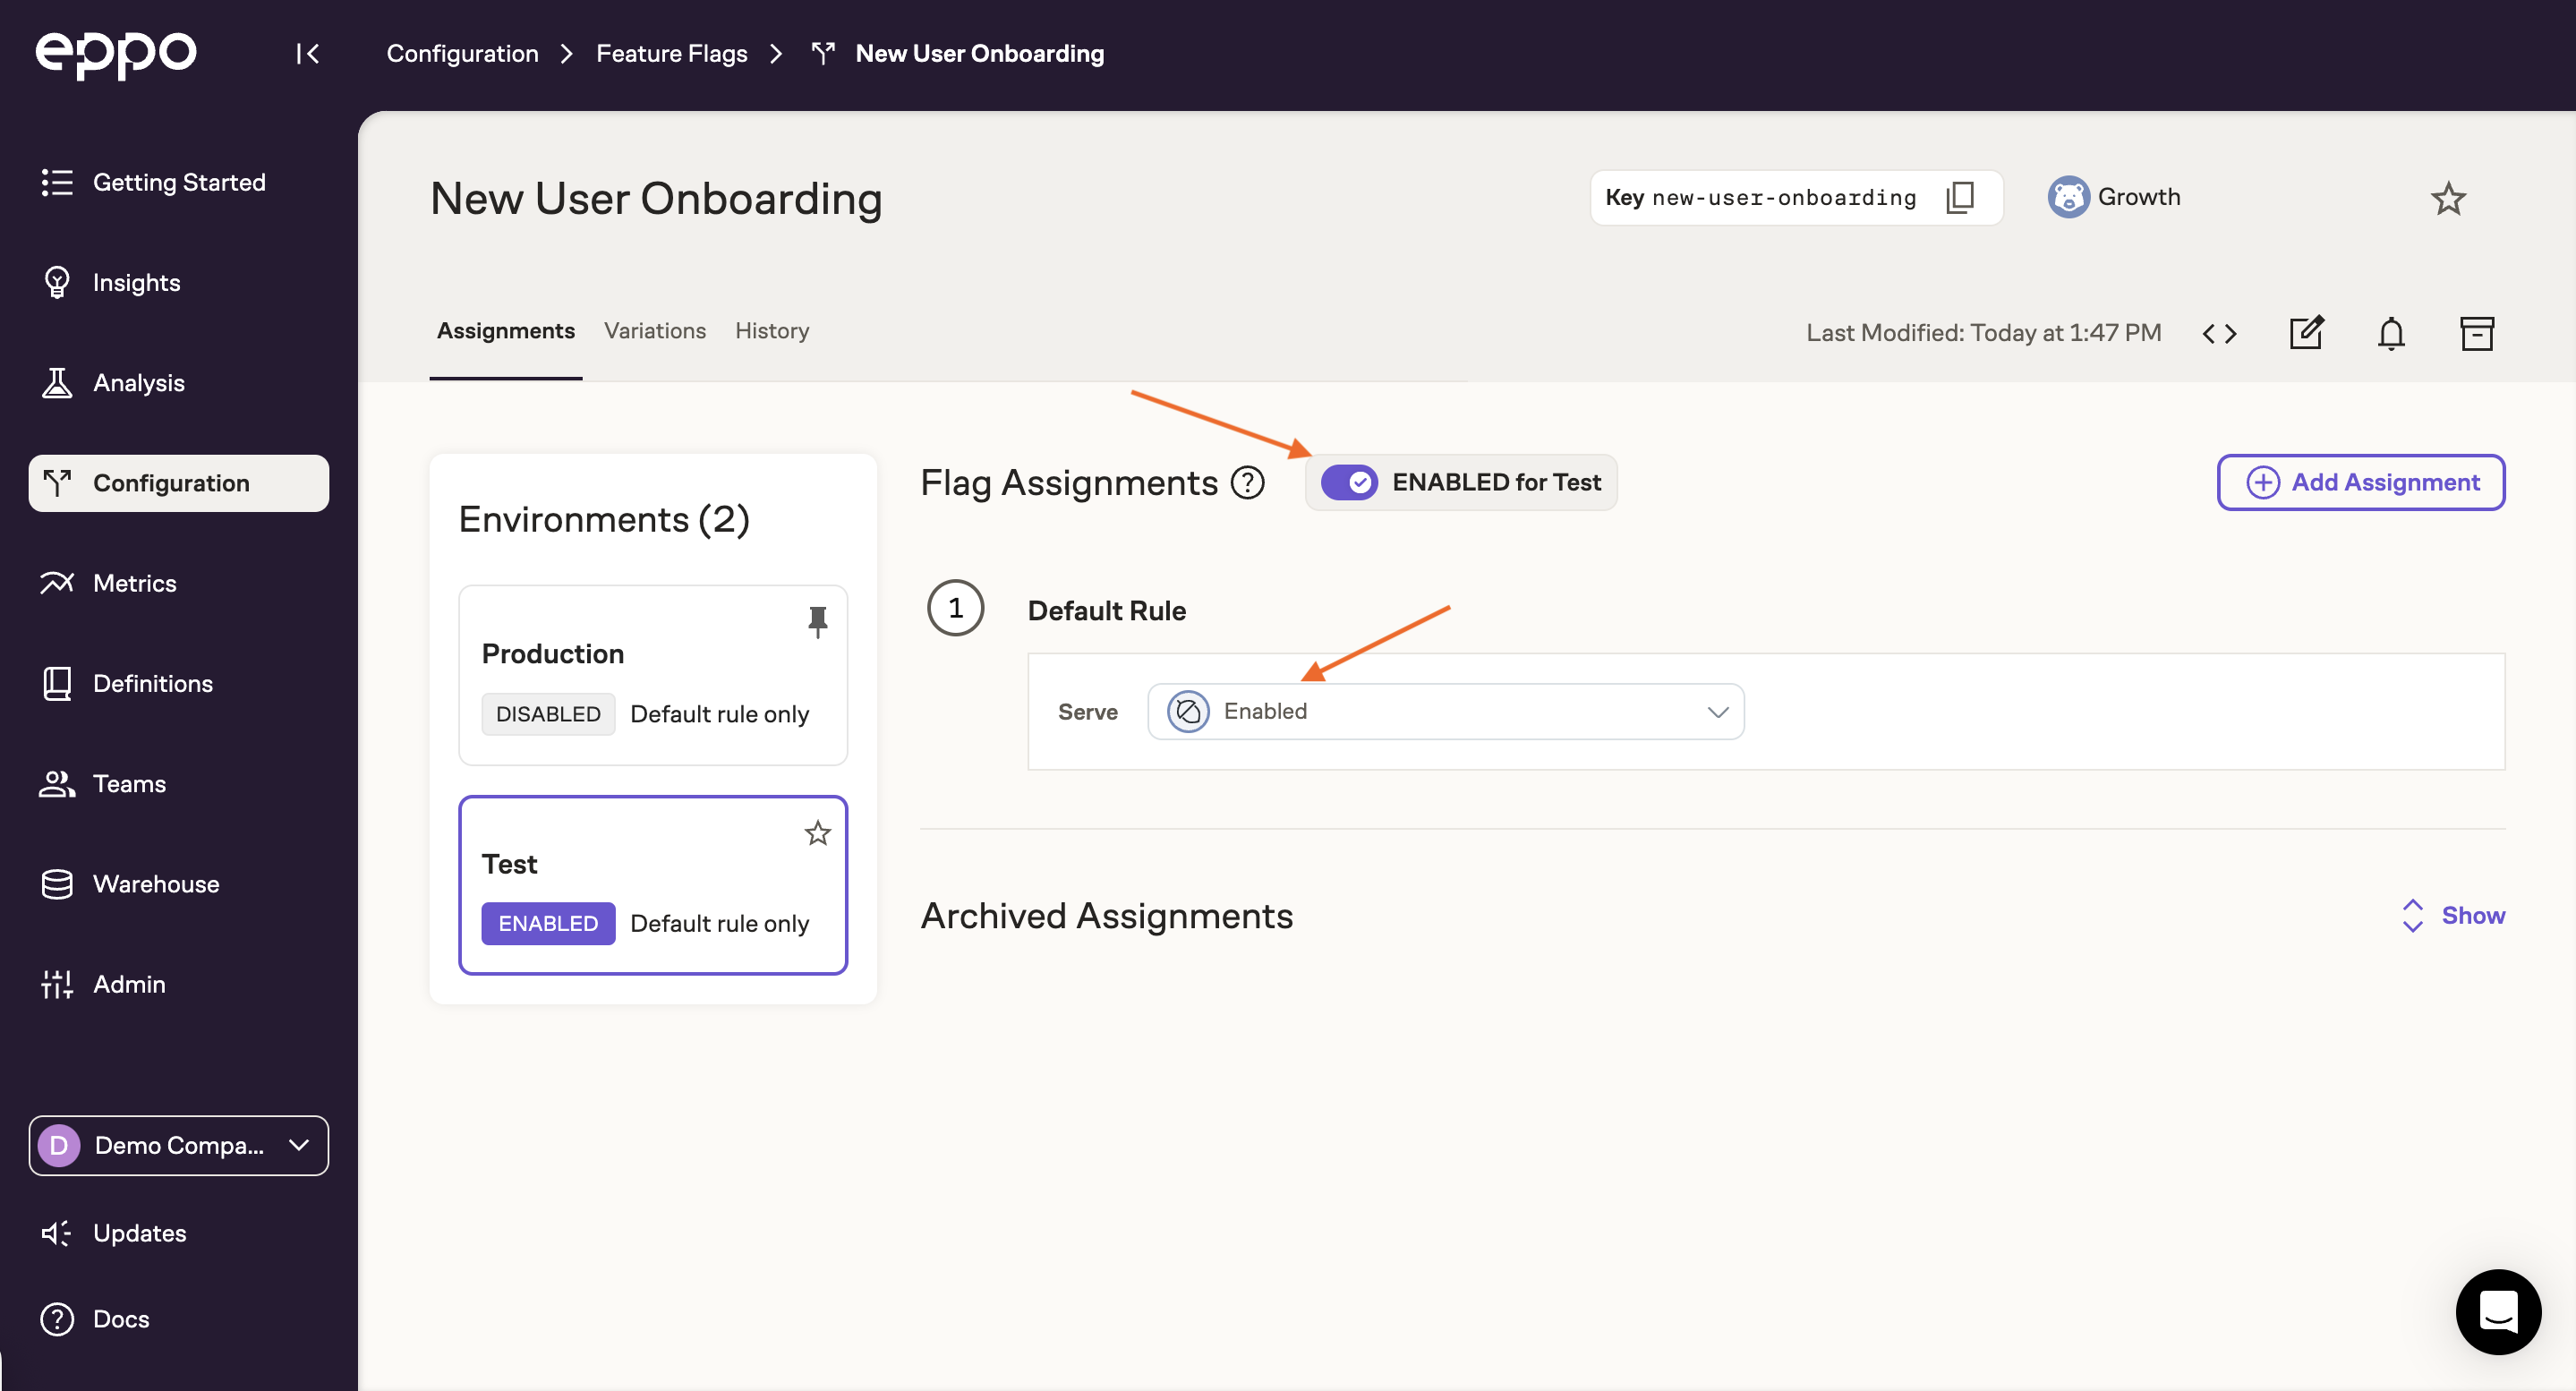 eppo
Configuration Feature Flags New User Onboarding
Getting Started
Insights
Analysis
Configuration
Metrics
Definitions
Teams
Warehouse
Admin
D Demo Compa...
Updates
Docs
New User Onboarding
Key new-user-onboarding
Growth
Assignments Variations History
Last Modified: Today at 1:47 PM
Environments (2)
Production
DISABLED Default rule only
Test
ENABLED Default rule only
Flag Assignments ? ENABLED for Test
Add Assignment
1 Default Rule
Serve Enabled
Archived Assignments
Show